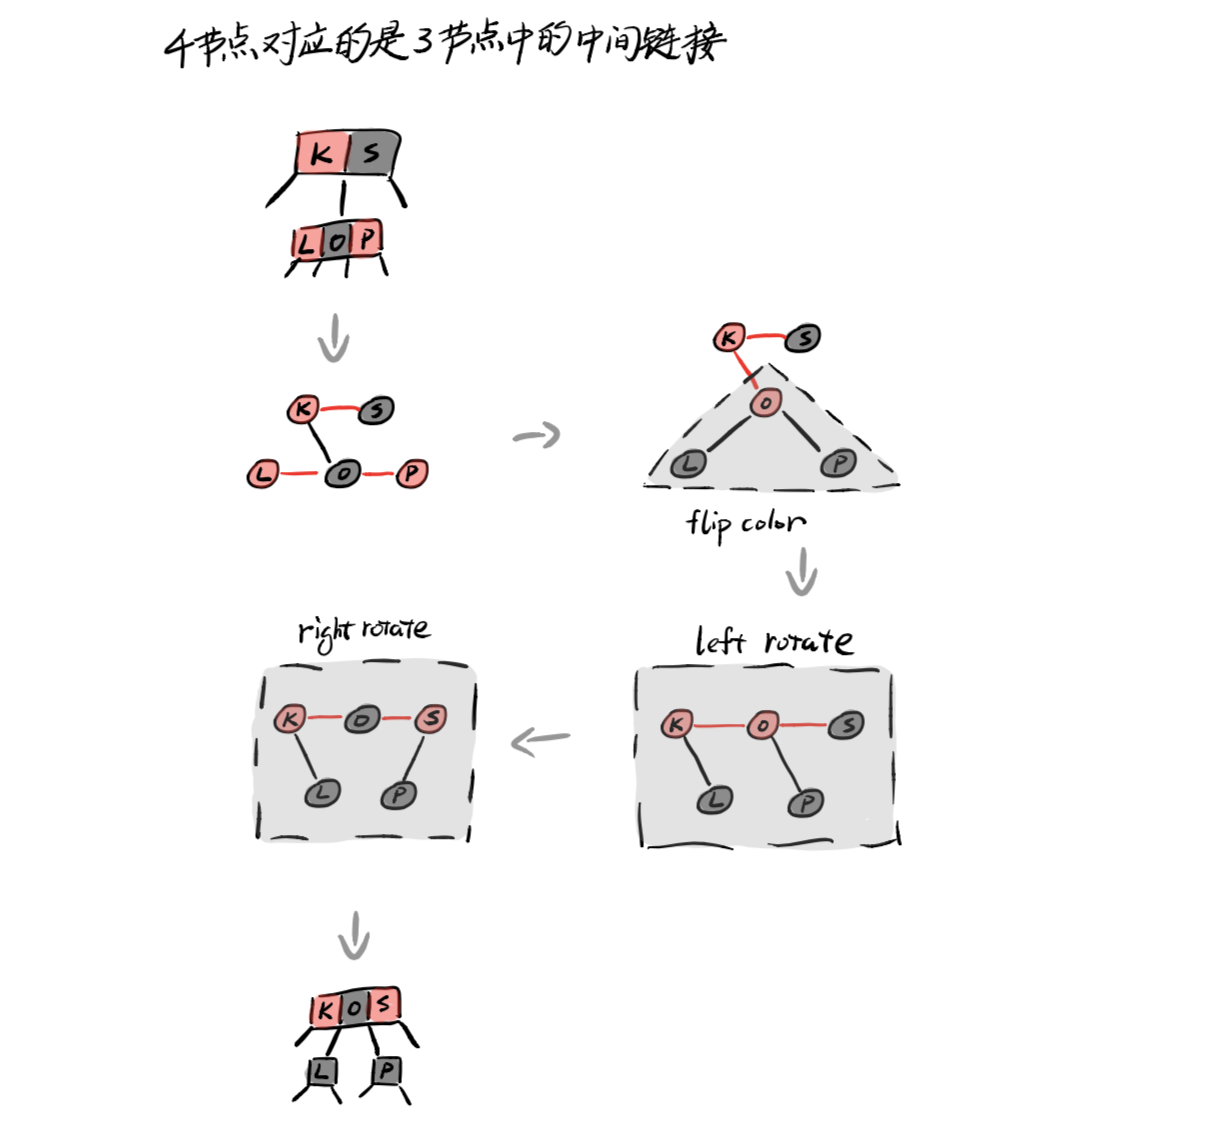 4节点对应的是3节点中的中间链接
K S
L O P
K S
K S
O
L O P
L P
flip color
right rotate
left rotate
K O S
K O S
L P
L P
K O S
L P